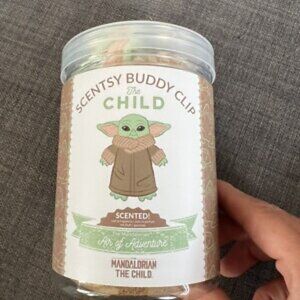 SCENTSY BUDDY CLIP
The
CHILD
SCENTED!
Air of Adventure
MANDALORIAN
THE CHILD